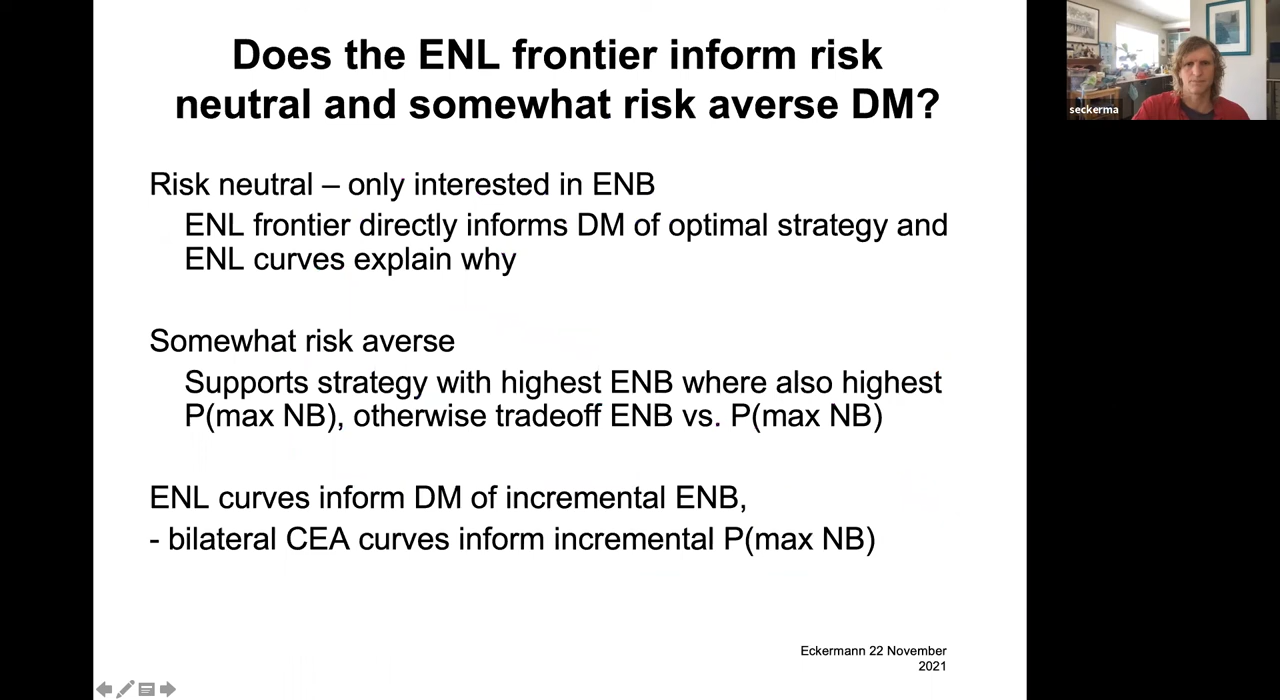 Does the ENL frontier inform risk
neutral and somewhat risk averse DM?
seckerma
Risk neutral – only interested in ENB
ENL frontier directly informs DM of optimal strategy and
ENL curves explain why
Somewhat risk averse
Supports strategy with highest ENB where also highest
P(max NB), otherwise tradeoff ENB vs. P(max NB)
ENL curves inform DM of incremental ENB,
- bilateral CEA curves inform incremental P(max NB)
Eckermann 22 November
2021